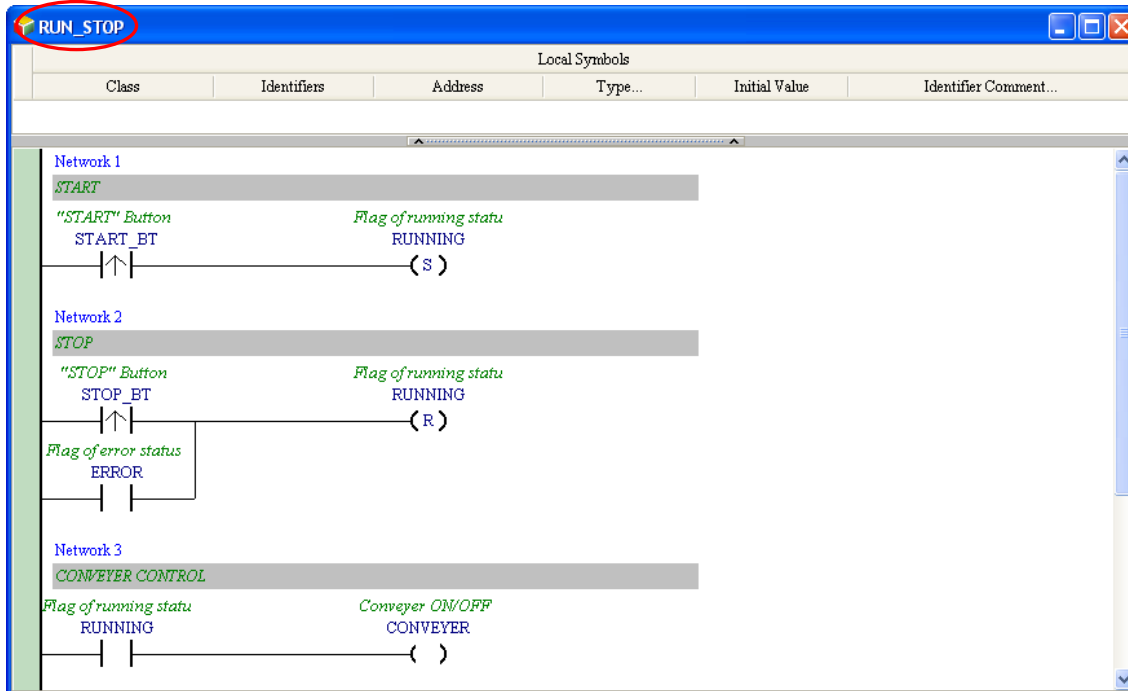 RUN_STOP
Local Symbols
Class Identifiers Address Type... Initial Value Identifier Comment...
Network 1
START
"START" Button Flag of running statu
START_BT RUNNING
S
Network 2
STOP
"STOP" Button Flag of running statu
STOP_BT RUNNING
R
Flag of error status
ERROR
Network 3
CONVEYER CONTROL
Flag of running statu Conveyer ON/OFF
RUNNING CONVEYER